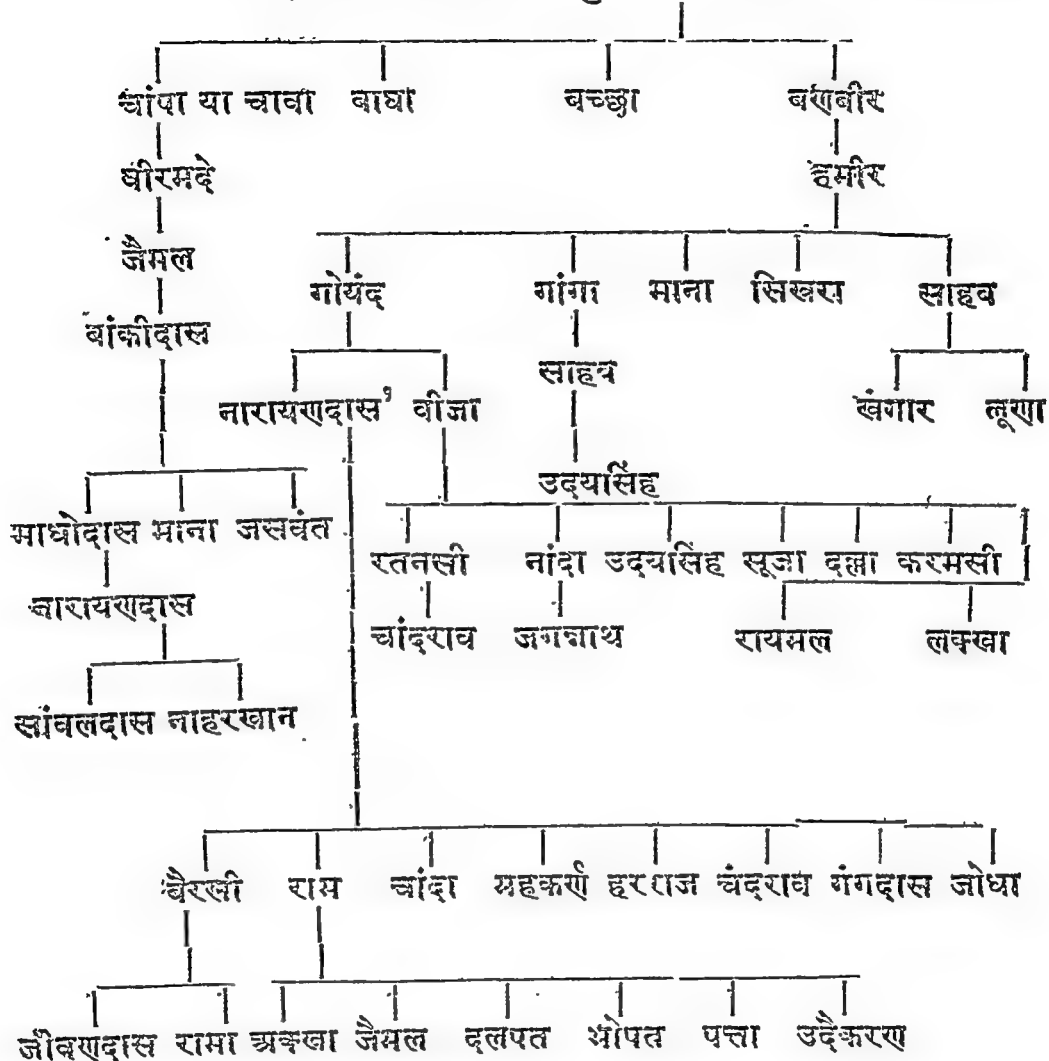 चांपा या चावा बाघा बच्छा बणबीर
वीरमदे हमीर
जैमल
गोयंद गांगा माना सिखरा साहब
बांकीदास
साहब
नारायणदास१ वीजा खंगार लूणा
उदयसिंह
माधोदास माना जसवंत
रतनसी नांदा उदयसिंह सूजा दल्ला करमसी
नारायणदास
चांदराव जगन्नाथ रायमल लक्खा
सांवलदास नाहरखान
बैरसी राम चांदा महकर्ण हरराज चंद्राव गंगदास जोधा
जीवणदास रामा अक्खा जैमल दलपत भोपत पत्ता उदैकरण